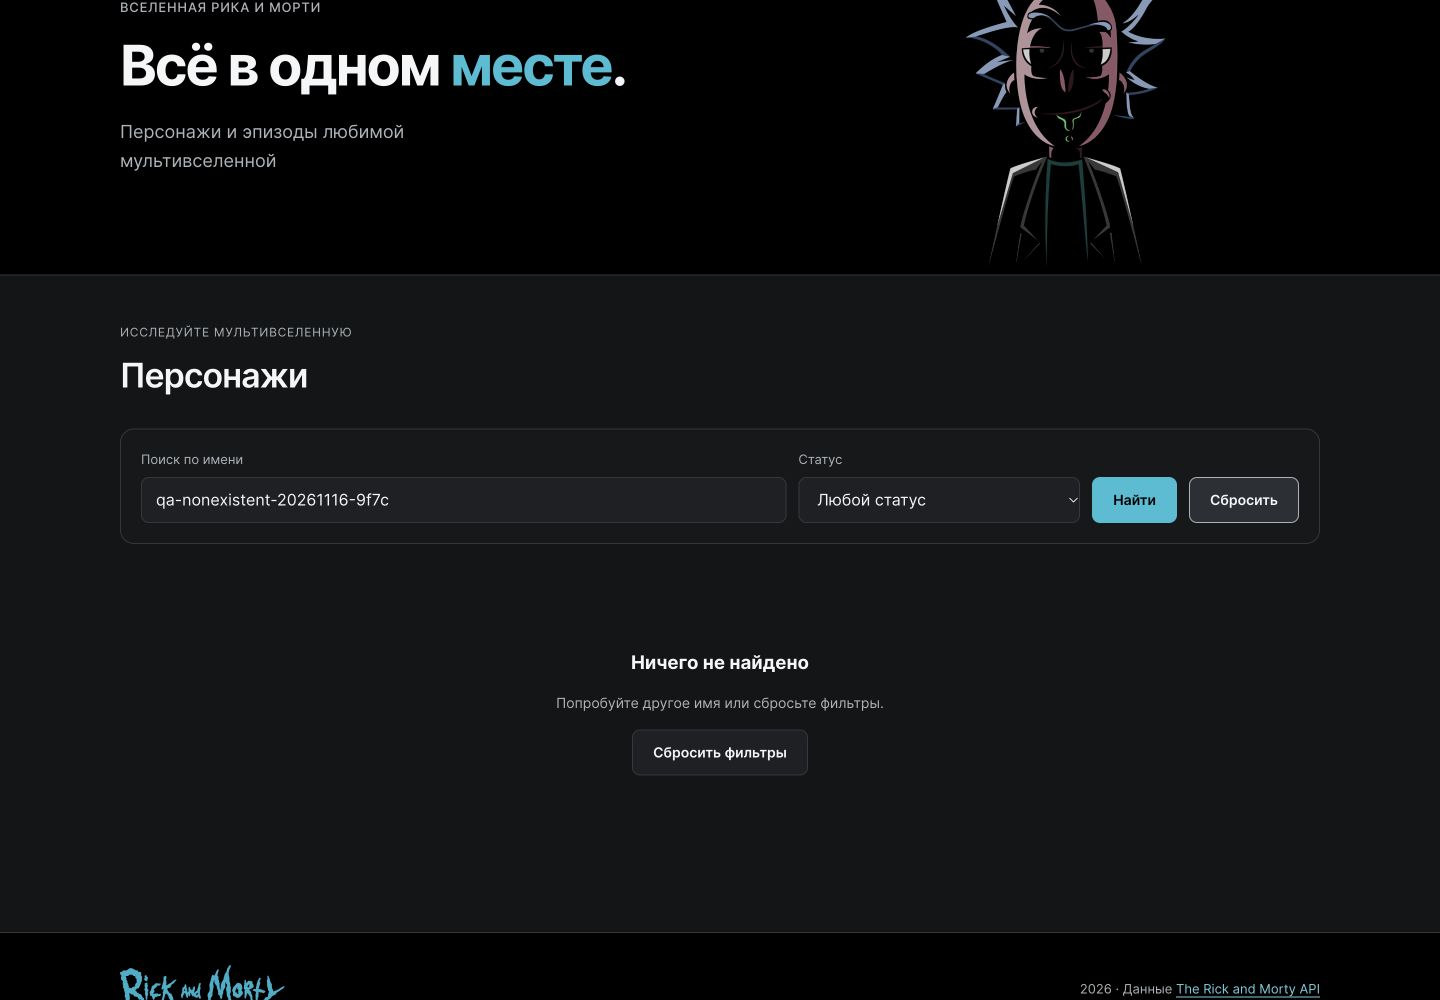 ВСЕЛЕННАЯ РИКА И МОРТИ
Всё в одном месте.
Персонажи и эпизоды любимой
мультивселенной
ИССЛЕДУЙТЕ МУЛЬТИВСЕЛЕННУЮ
Персонажи
Поиск по имени
Статус
qa-nonexistent-20261116-9f7c
Любой статус
Найти
Сбросить
Ничего не найдено
Попробуйте другое имя или сбросьте фильтры.
Сбросить фильтры
Rick and Morty
2026 · Данные The Rick and Morty API